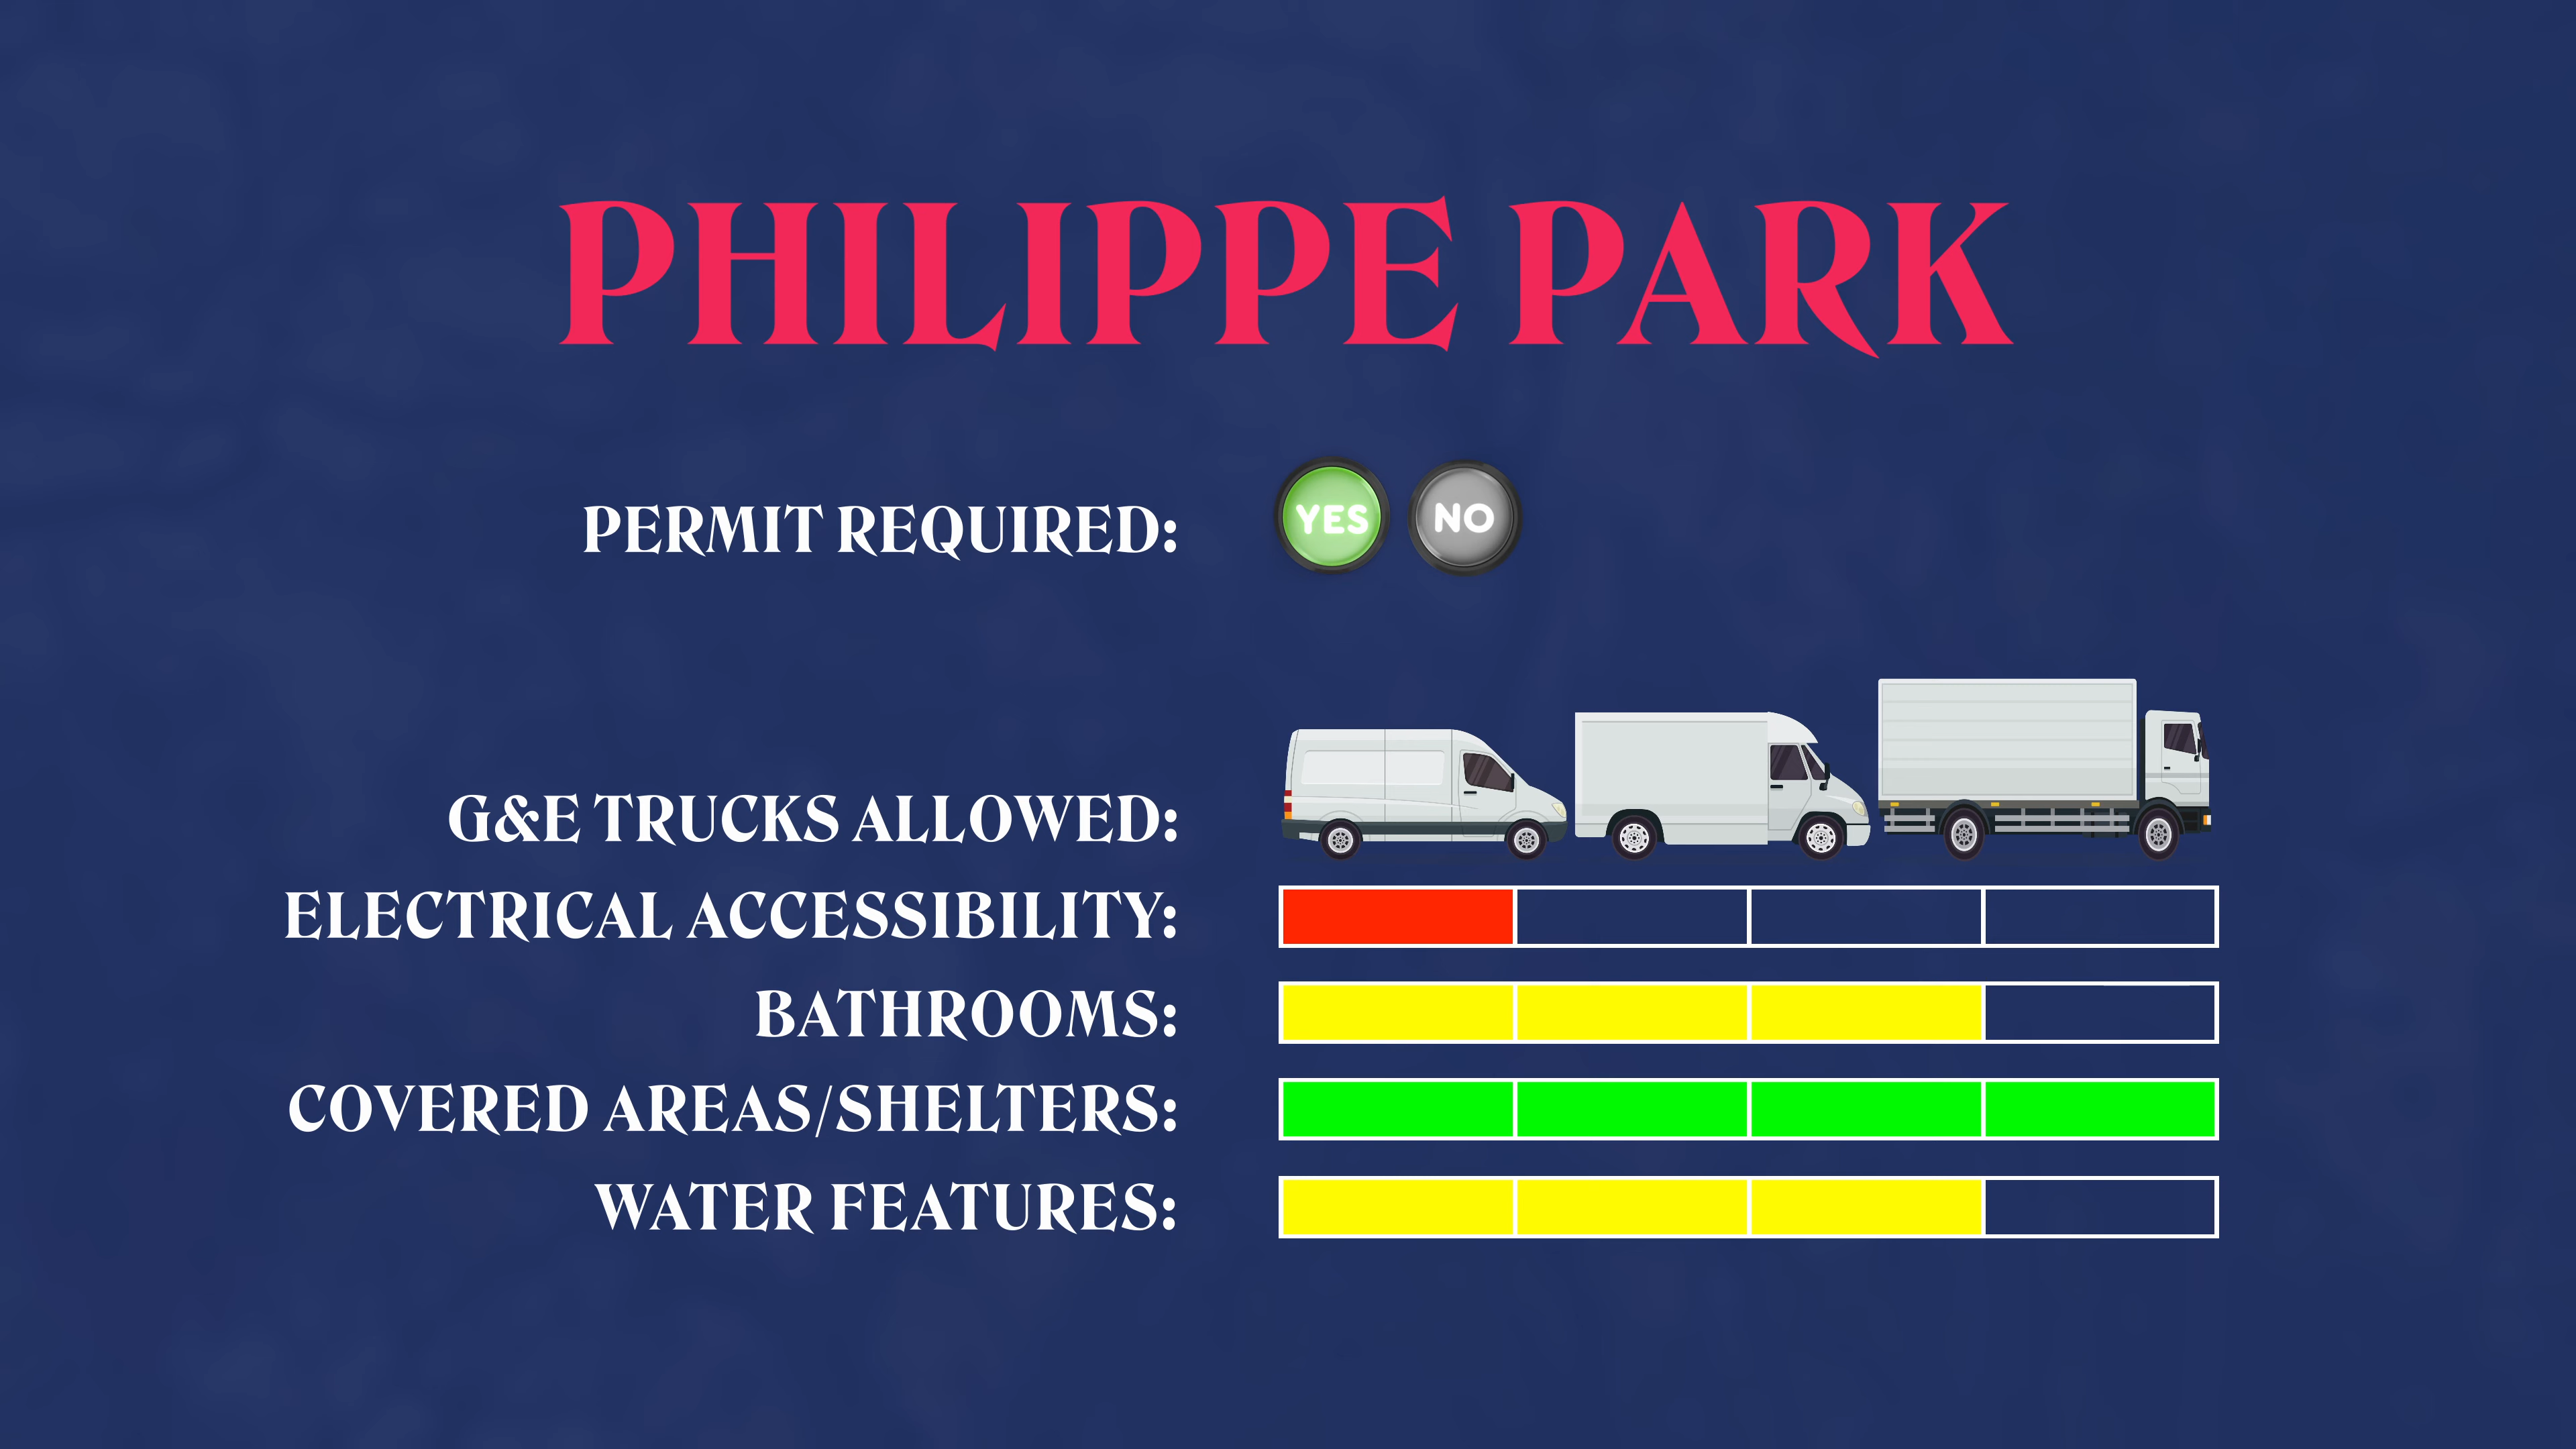 PHILIPPE PARK
PERMIT REQUIRED: YES NO
G&E TRUCKS ALLOWED:
ELECTRICAL ACCESSIBILITY:
BATHROOMS:
COVERED AREAS/SHELTERS:
WATER FEATURES: